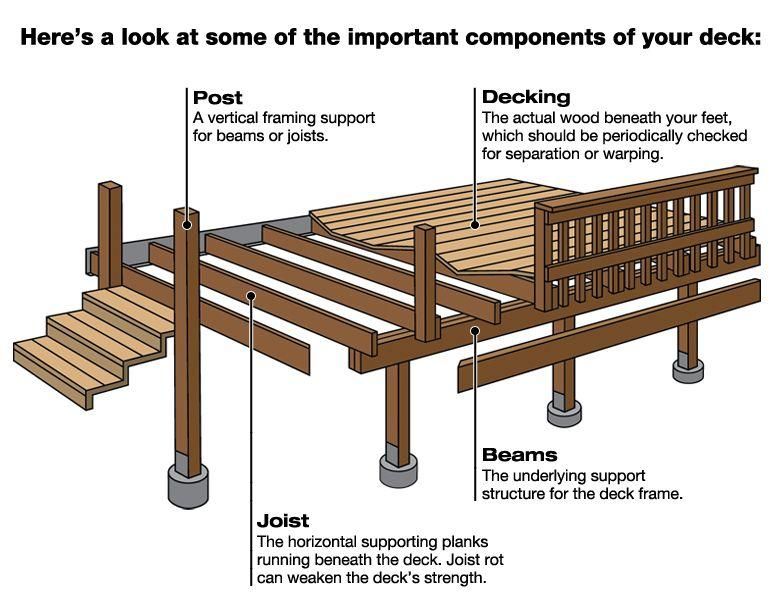 Here's a look at some of the important components of your deck:
Post
A vertical framing support
for beams or joists.
Decking
The actual wood beneath your feet,
which should be periodically checked
for separation or warping.
Beams
The underlying support
structure for the deck frame.
Joist
The horizontal supporting planks
running beneath the deck. Joist rot
can weaken the deck's strength.